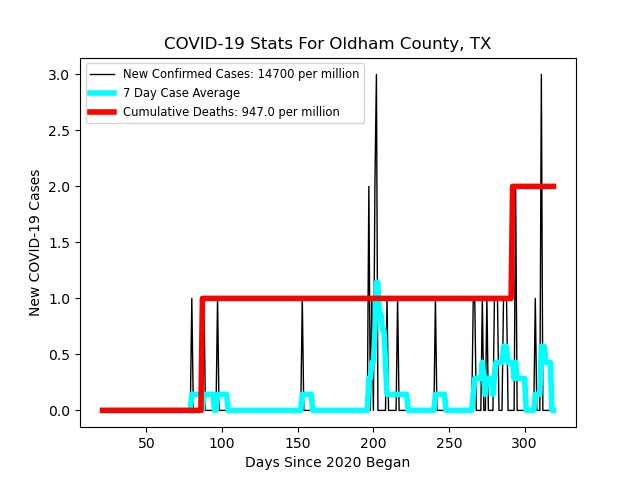 COVID-19 Stats For Oldham County, TX
New Confirmed Cases: 14700 per million
7 Day Case Average
Cumulative Deaths: 947.0 per million
New COVID-19 Cases
3.0
2.5
2.0
1.5
1.0
0.5
0.0
50 100 150 200 250 300
Days Since 2020 Began